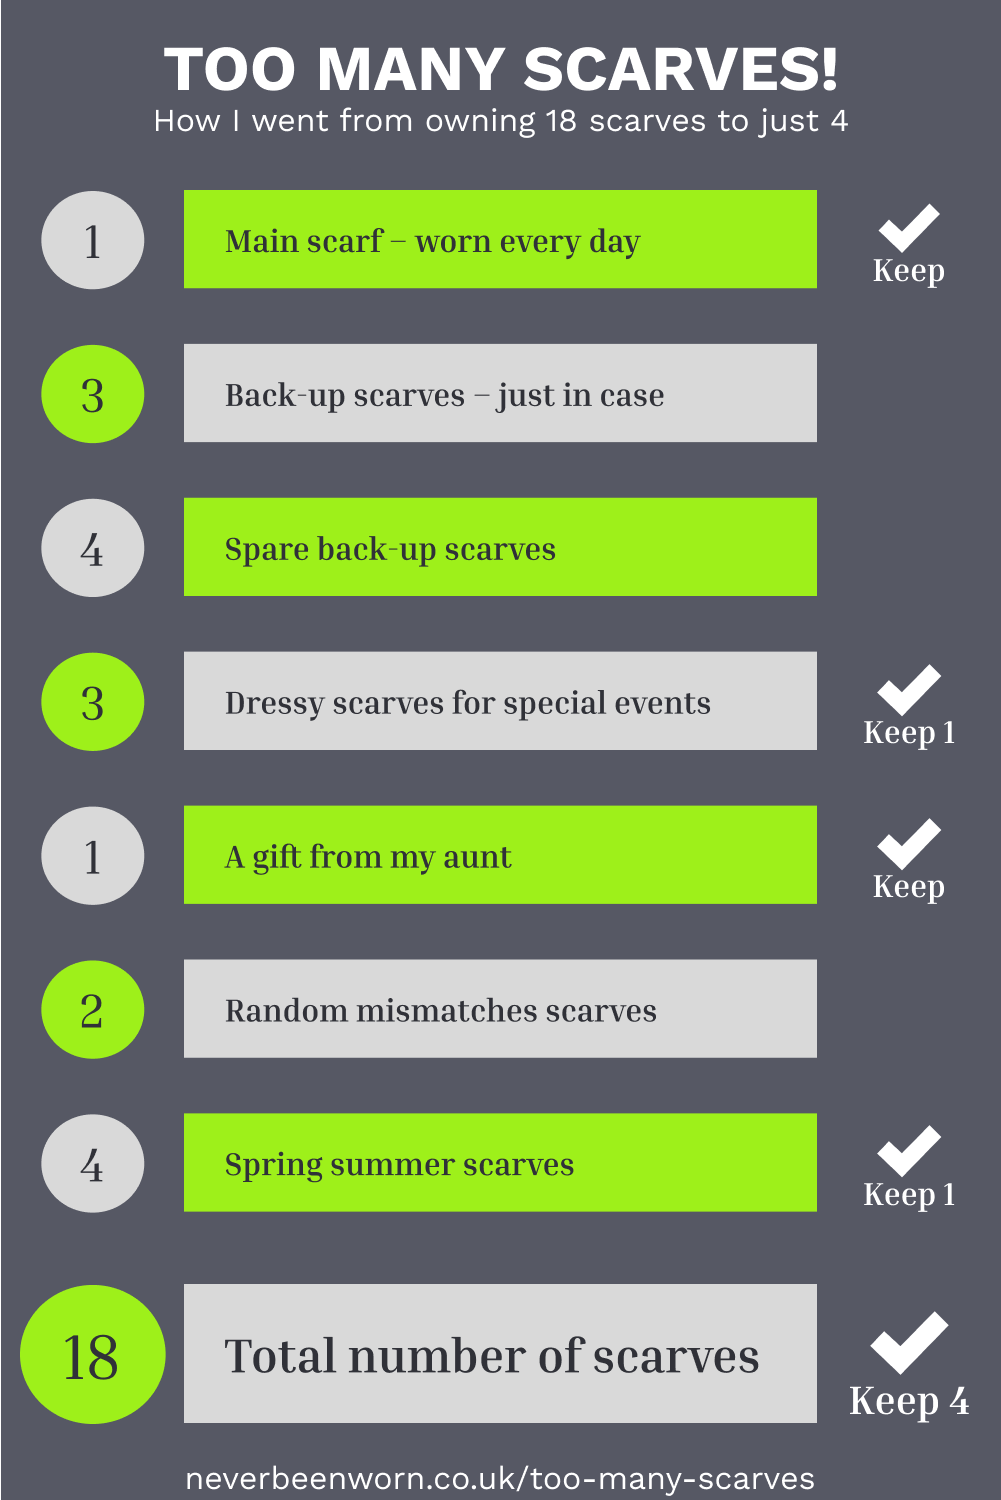 TOO MANY SCARVES!
How I went from owning 18 scarves to just 4
1
Main scarf – worn every day
Keep
3
Back-up scarves – just in case
4
Spare back-up scarves
3
Dressy scarves for special events
Keep 1
1
A gift from my aunt
Keep
2
Random mismatches scarves
4
Spring summer scarves
Keep 1
18
Total number of scarves
Keep 4
neverbeenworn.co.uk/too-many-scarves